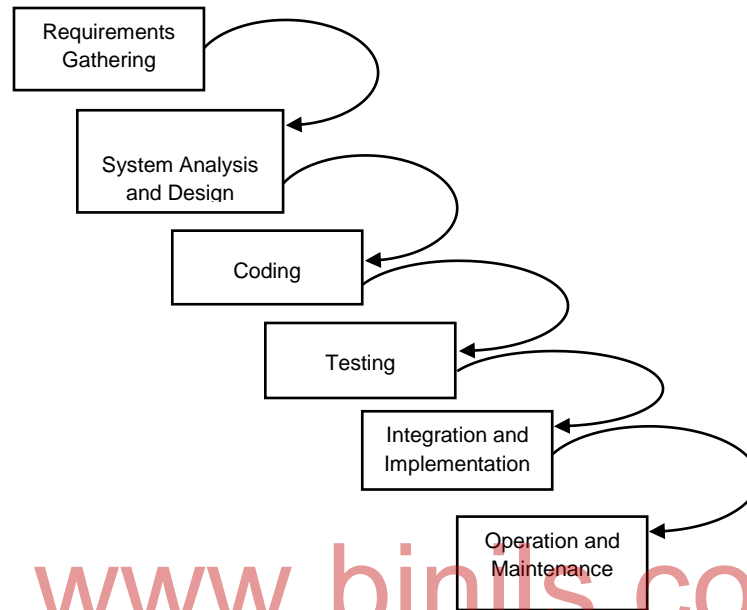 Requirements
Gathering
System Analysis
and Design
Coding
Testing
Integration and
Implementation
Operation and
Maintenance
www.binils.co